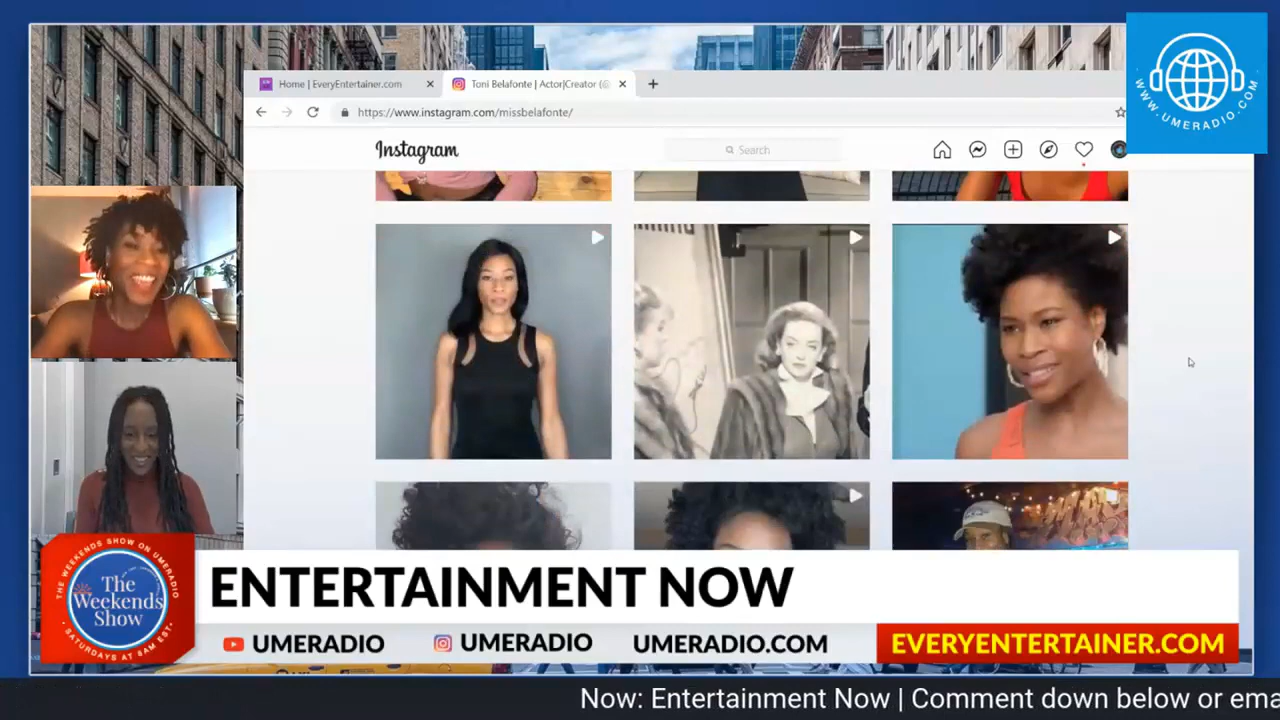 Home | EveryEntertainer.com
Toni Belafonte | Actor|Creator (@
https://www.instagram.com/missbelafonte/
WWW.UMERADIO.COM
Instagram
Search
THE WEEKENDS SHOW ON UMERADIO
The
Weekends
Show
SATURDAYS AT 8AM EST
ENTERTAINMENT NOW
UMERADIO
UMERADIO
UMERADIO.COM
EVERYENTERTAINER.COM
Now: Entertainment Now | Comment down below or ema